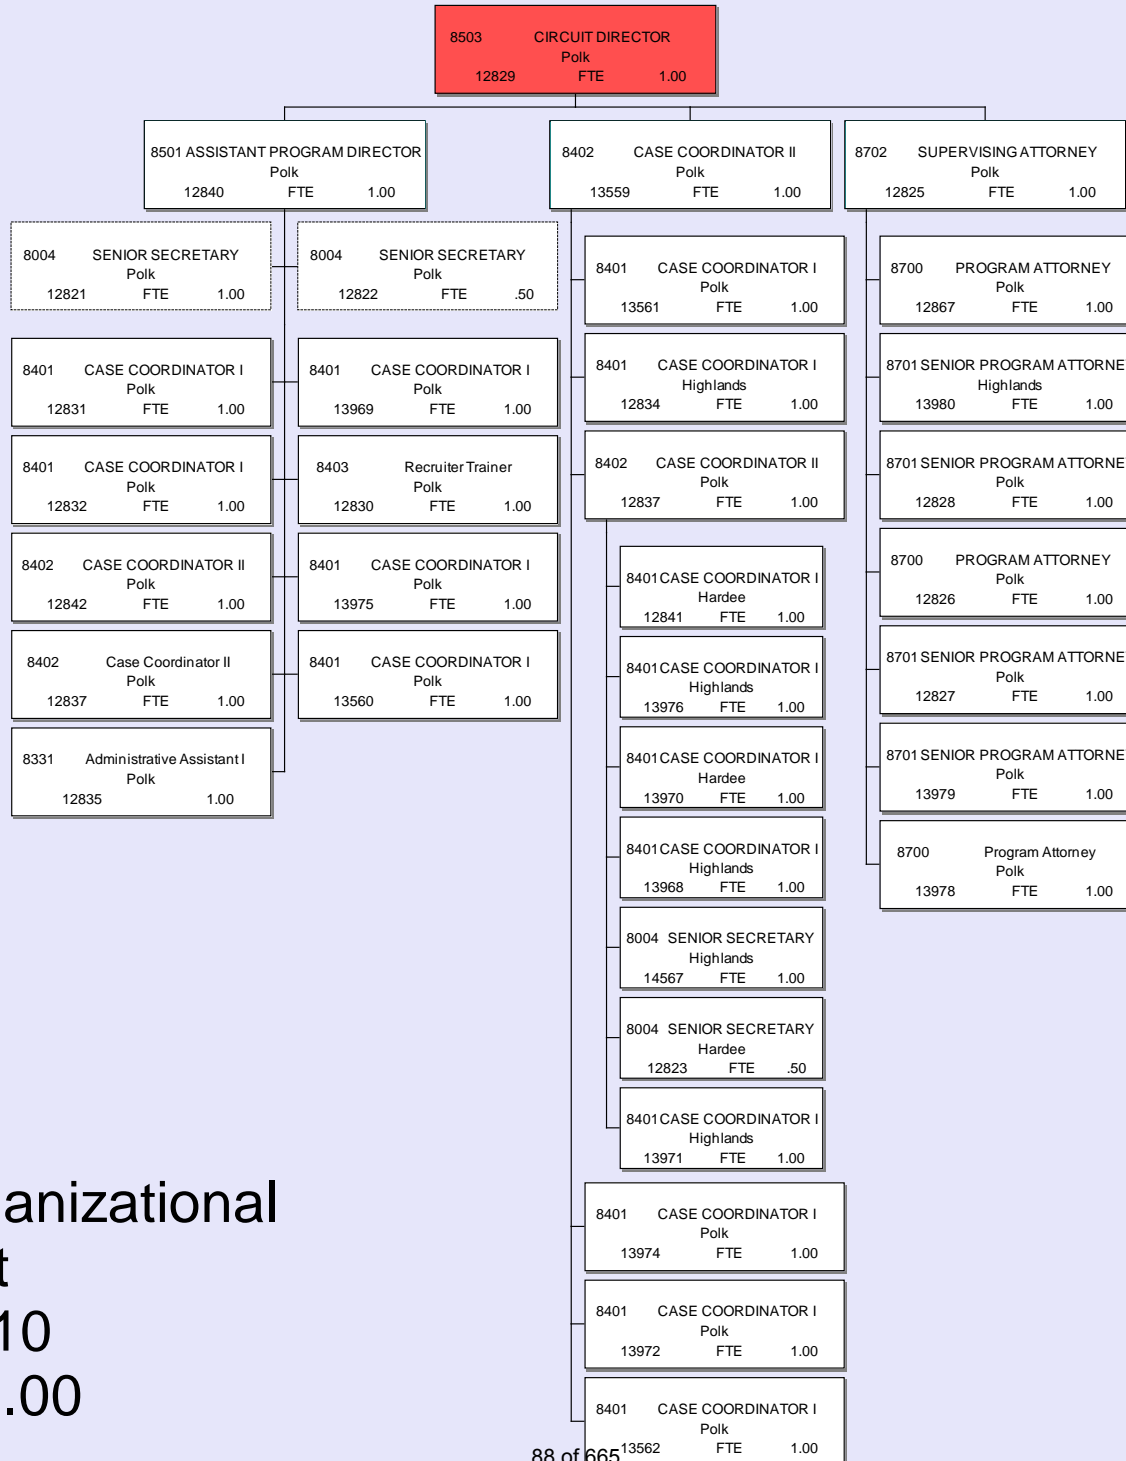 8503 CIRCUIT DIRECTOR
Polk
12829 FTE 1.00
8501 ASSISTANT PROGRAM DIRECTOR
Polk
12840 FTE 1.00
8004 SENIOR SECRETARY
Polk
12821 FTE 1.00
8004 SENIOR SECRETARY
Polk
12822 FTE .50
8401 CASE COORDINATOR I
Polk
12831 FTE 1.00
8401 CASE COORDINATOR I
Polk
13969 FTE 1.00
8401 CASE COORDINATOR I
Polk
12832 FTE 1.00
8403 Recruiter Trainer
Polk
12830 FTE 1.00
8402 CASE COORDINATOR II
Polk
12842 FTE 1.00
8401 CASE COORDINATOR I
Polk
13975 FTE 1.00
8402 Case Coordinator II
Polk
12837 FTE 1.00
8401 CASE COORDINATOR I
Polk
13560 FTE 1.00
8331 Administrative Assistant I
Polk
12835 1.00
8402 CASE COORDINATOR II
Polk
13559 FTE 1.00
8401 CASE COORDINATOR I
Polk
13561 FTE 1.00
8401 CASE COORDINATOR I
Highlands
12834 FTE 1.00
8402 CASE COORDINATOR II
Polk
12837 FTE 1.00
8401 CASE COORDINATOR I
Hardee
12841 FTE 1.00
8401 CASE COORDINATOR I
Highlands
13976 FTE 1.00
8401 CASE COORDINATOR I
Hardee
13970 FTE 1.00
8401 CASE COORDINATOR I
Highlands
13968 FTE 1.00
8004 SENIOR SECRETARY
Highlands
14567 FTE 1.00
8004 SENIOR SECRETARY
Hardee
12823 FTE .50
8401 CASE COORDINATOR I
Highlands
13971 FTE 1.00
8401 CASE COORDINATOR I
Polk
13974 FTE 1.00
8401 CASE COORDINATOR I
Polk
13972 FTE 1.00
8401 CASE COORDINATOR I
Polk
13562 FTE 1.00
8702 SUPERVISING ATTORNEY
Polk
12825 FTE 1.00
8700 PROGRAM ATTORNEY
Polk
12867 FTE 1.00
8701 SENIOR PROGRAM ATTORNE
Highlands
13980 FTE 1.00
8701 SENIOR PROGRAM ATTORNE
Polk
12828 FTE 1.00
8700 PROGRAM ATTORNEY
Polk
12826 FTE 1.00
8701 SENIOR PROGRAM ATTORNE
Polk
12827 FTE 1.00
8701 SENIOR PROGRAM ATTORNE
Polk
13979 FTE 1.00
8700 Program Attorney
Polk
13978 FTE 1.00
anizational
t
10
.00
88 of 665